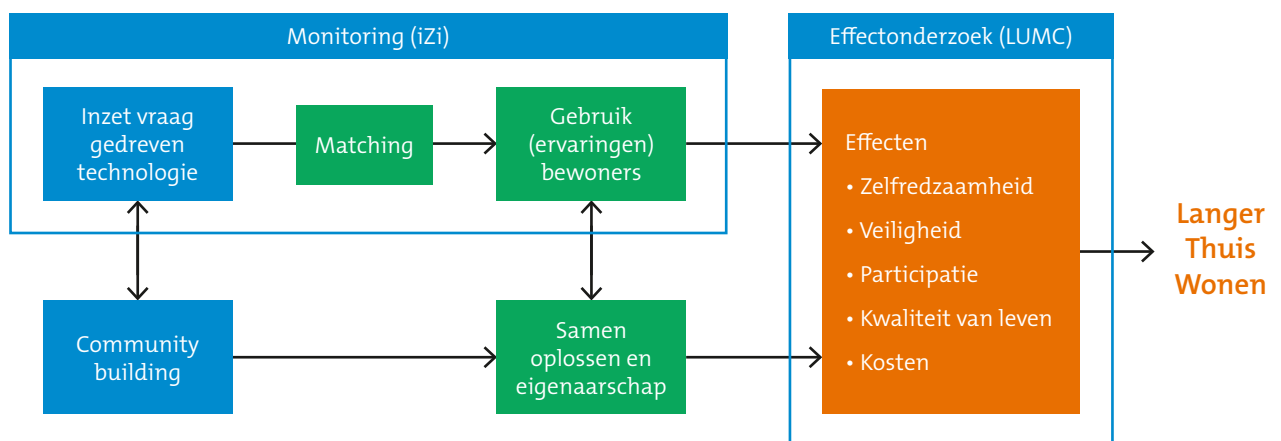 Monitoring (iZi)
Effectonderzoek (LUMC)
Inzet vraag
gedreven
technologie
Matching
Gebruik
(ervaringen)
bewoners
Effecten
• Zelfredzaamheid
• Veiligheid
• Participatie
• Kwaliteit van leven
• Kosten
Langer
Thuis
Wonen
Community
building
Samen
oplossen en
eigenaarschap